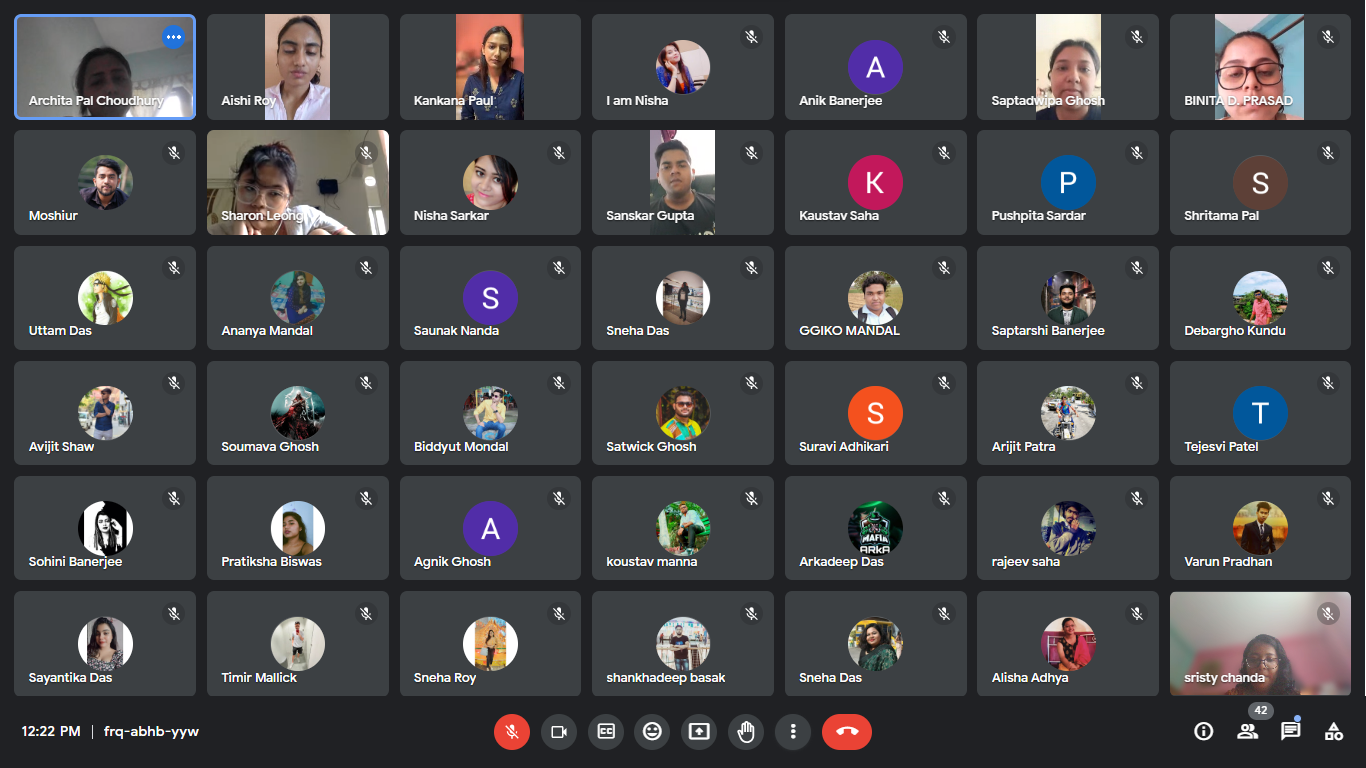 Archita Pal Choudhury
Aishi Roy
Kankana Paul
I am Nisha
A
Anik Banerjee
Saptadwipa Ghosh
BINITA D. PRASAD
Moshiur
Sharon Leong
Nisha Sarkar
Sanskar Gupta
K
Kaustav Saha
P
Pushpita Sardar
S
Shritama Pal
Uttam Das
Ananya Mandal
S
Saunak Nanda
Sneha Das
GGIKO MANDAL
Saptarshi Banerjee
Debargho Kundu
Avijit Shaw
Soumava Ghosh
Biddyut Mondal
Satwick Ghosh
S
Suravi Adhikari
Arijit Patra
T
Tejesvi Patel
Sohini Banerjee
Pratiksha Biswas
A
Agnik Ghosh
koustav manna
MAFIA
ARKA
Arkadeep Das
rajeev saha
Varun Pradhan
Sayantika Das
Timir Mallick
Sneha Roy
shankhadeep basak
Sneha Das
Alisha Adhya
sristy chanda
12:22 PM | frq-abhb-yyw
CC
42